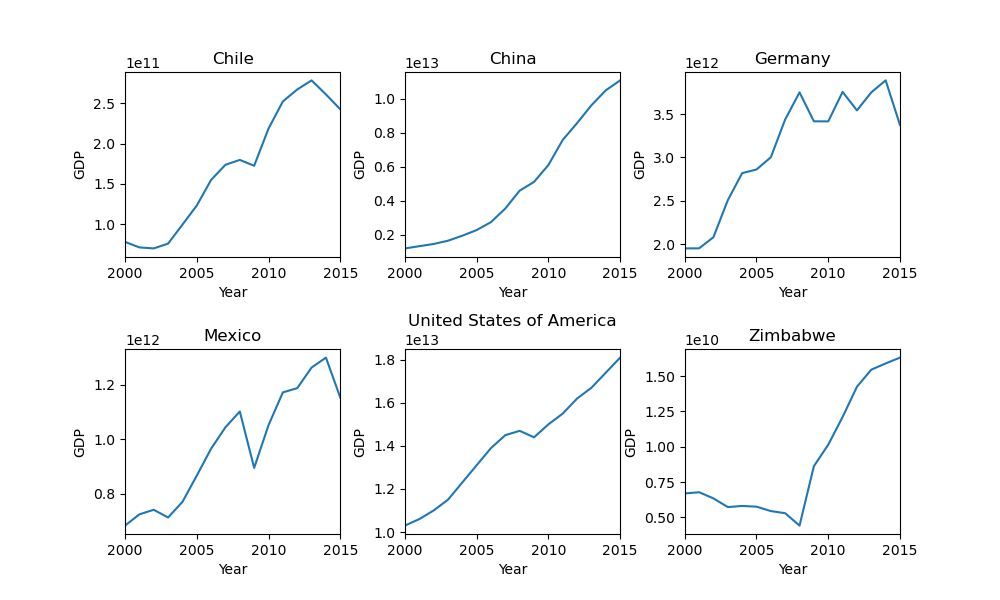 Chile
1e11
GDP
2.5
2.0
1.5
1.0
2000 2005 2010 2015
Year
China
1e13
GDP
1.0
0.8
0.6
0.4
0.2
2000 2005 2010 2015
Year
Germany
1e12
GDP
3.5
3.0
2.5
2.0
2000 2005 2010 2015
Year
Mexico
1e12
GDP
1.2
1.0
0.8
2000 2005 2010 2015
Year
United States of America
1e13
GDP
1.8
1.6
1.4
1.2
1.0
2000 2005 2010 2015
Year
Zimbabwe
1e10
GDP
1.50
1.25
1.00
0.75
0.50
2000 2005 2010 2015
Year